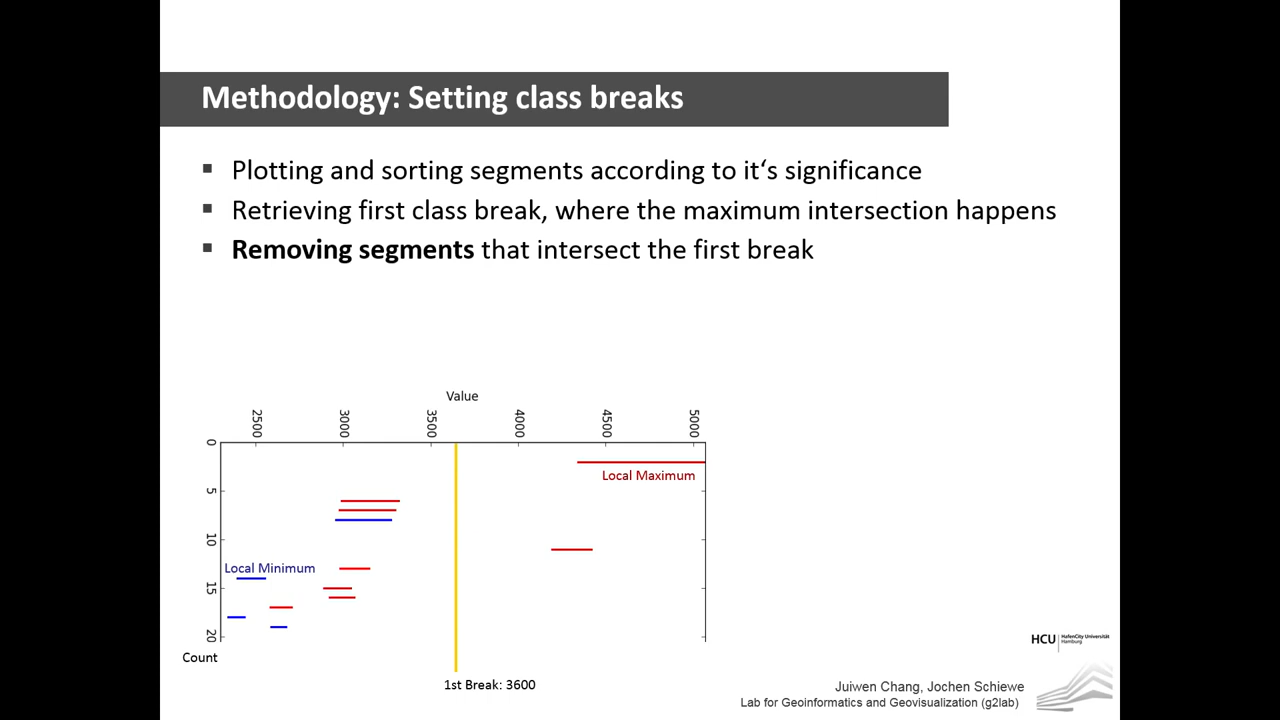 Methodology: Setting class breaks
▪ Plotting and sorting segments according to it‘s significance
▪ Retrieving first class break, where the maximum intersection happens
▪ Removing segments that intersect the first break
Value
2500 3000 3500 4000 4500 5000
0
Local Maximum
5
10
Local Minimum
15
20
Count
1st Break: 3600
HCU HafenCity Universität
Hamburg
Juiwen Chang, Jochen Schiewe
Lab for Geoinformatics and Geovisualization (g2lab)